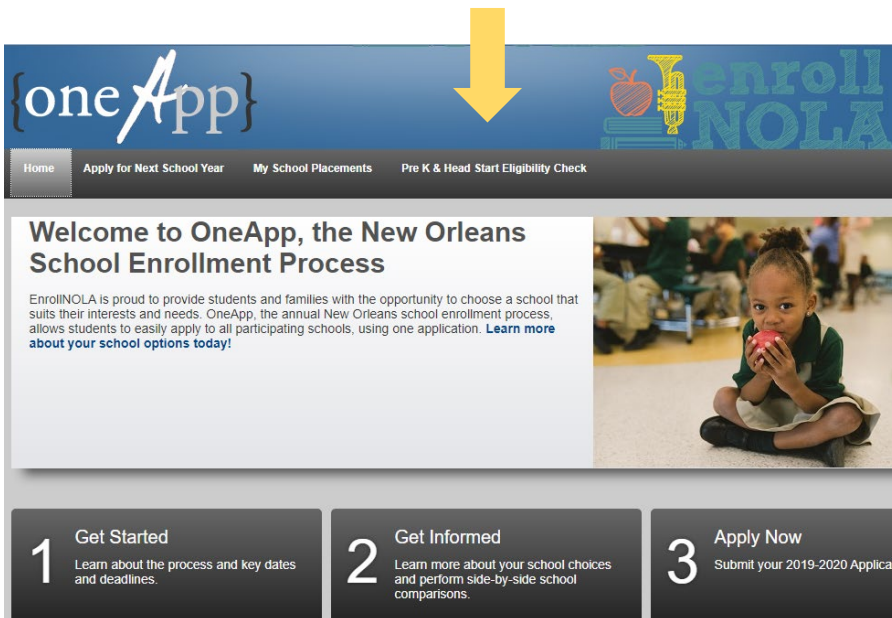 {oneApp}
enroll
NOLA
Home Apply for Next School Year My School Placements Pre K & Head Start Eligibility Check
Welcome to OneApp, the New Orleans
School Enrollment Process
EnrollNOLA is proud to provide students and families with the opportunity to choose a school that
suits their interests and needs. OneApp, the annual New Orleans school enrollment process,
allows students to easily apply to all participating schools, using one application. Learn more
about your school options today!
1 Get Started
Learn about the process and key dates
and deadlines.
2 Get Informed
Learn more about your school choices
and perform side-by-side school
comparisons.
3 Apply Now
Submit your 2019-2020 Applica